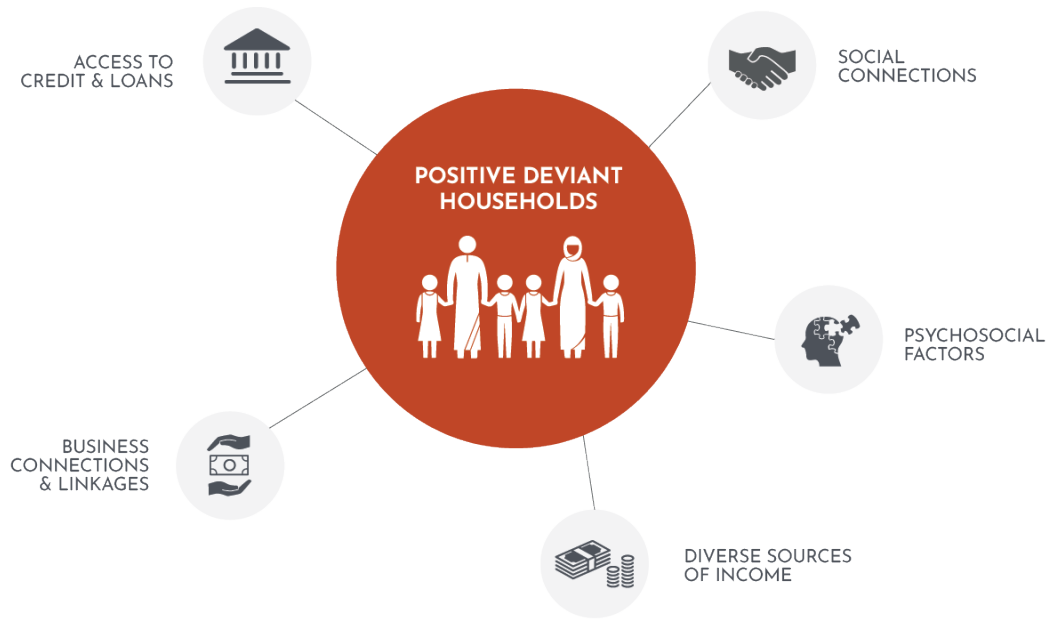 ACCESS TO
CREDIT & LOANS
SOCIAL
CONNECTIONS
POSITIVE DEVIANT
HOUSEHOLDS
PSYCHOSOCIAL
FACTORS
BUSINESS
CONNECTIONS
& LINKAGES
DIVERSE SOURCES
OF INCOME